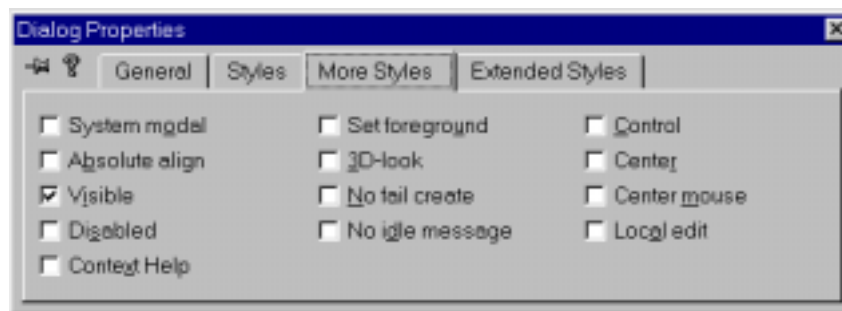 Dialog Properties
General Styles More Styles Extended Styles
System modal Set foreground Control
Absolute align 3D-look Center
Visible No fail create Center mouse
Disabled No idle message Local edit
Context Help